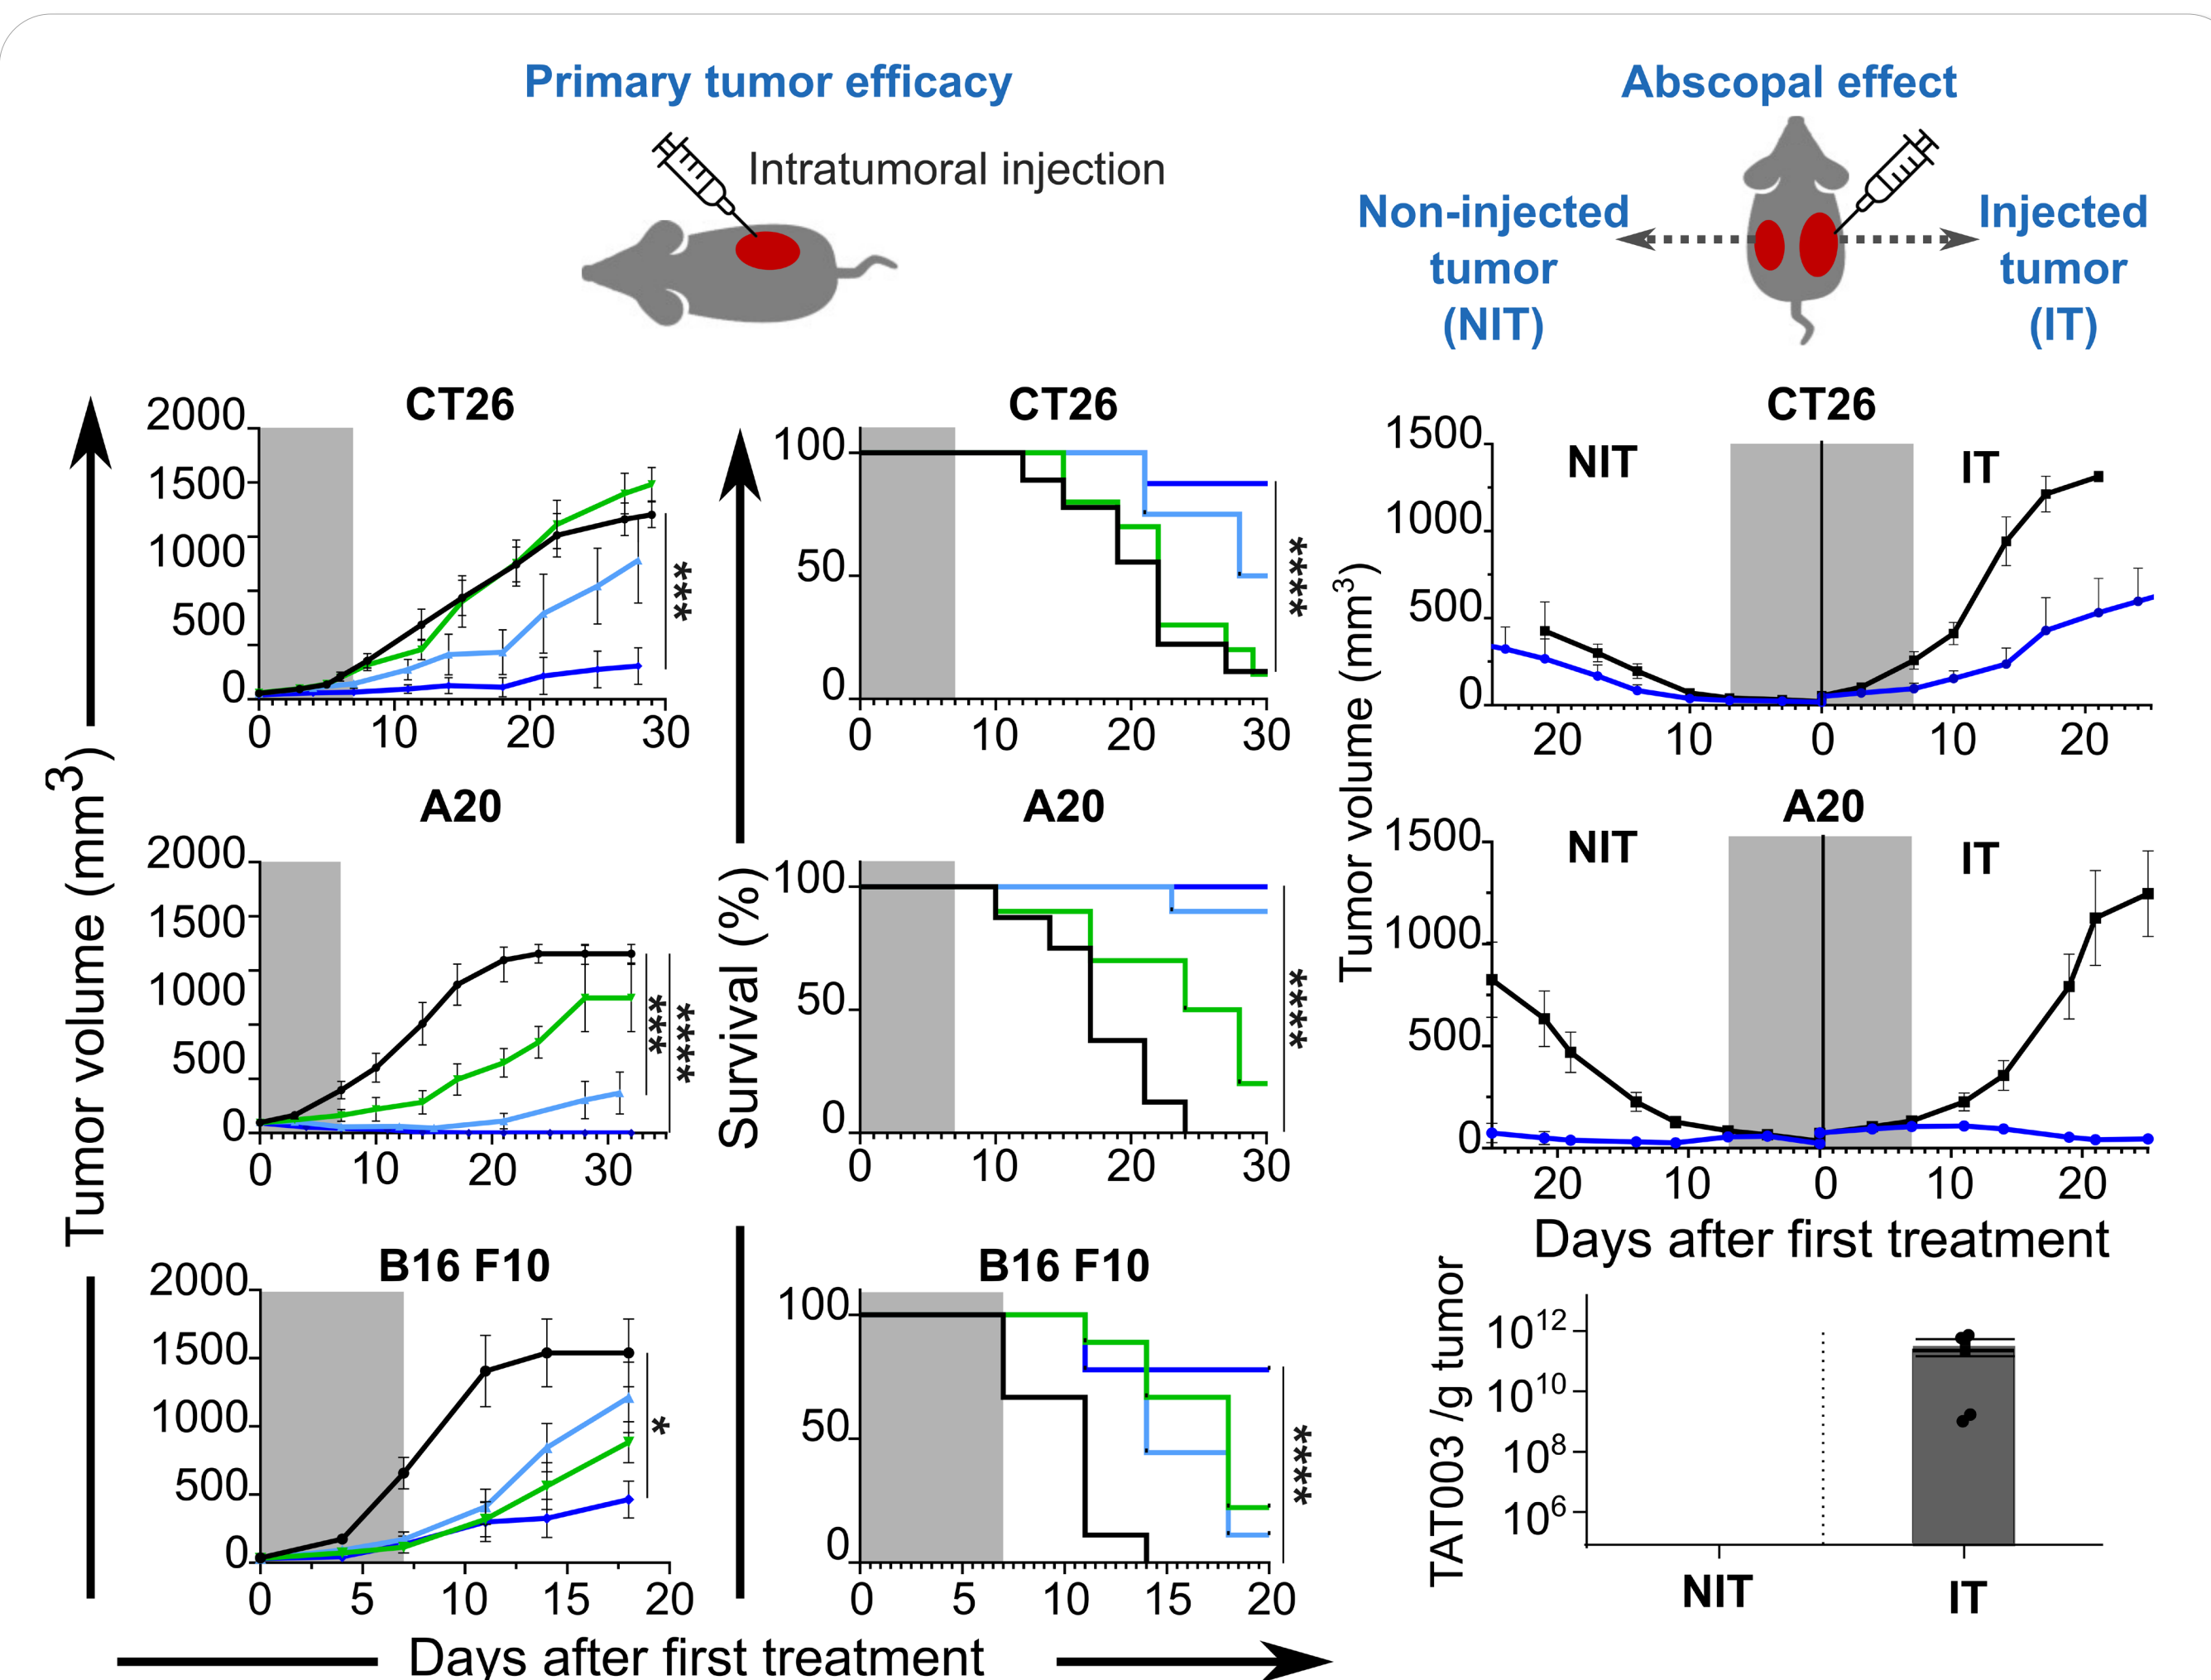 Primary tumor efficacy
Intratumoral injection
Abscopal effect
Non-injected
tumor
(NIT)
Injected
tumor
(IT)
Tumor volume (mm3)
CT26
2000
1500
1000
500
0
0 10 20 30
***
A20
2000
1500
1000
500
0
0 10 20 30
***
****
B16 F10
2000
1500
1000
500
0
0 5 10 15 20
*
Survival (%)
CT26
100
50
0
0 10 20 30
****
A20
100
50
0
0 10 20 30
****
B16 F10
100
50
0
0 5 10 15 20
****
Days after first treatment
Tumor volume (mm3)
CT26
NIT IT
1500
1000
500
0
20 10 0 10 20
A20
NIT IT
1500
1000
500
0
20 10 0 10 20
Days after first treatment
TAT003 /g tumor
10^12
10^10
10^8
10^6
NIT IT